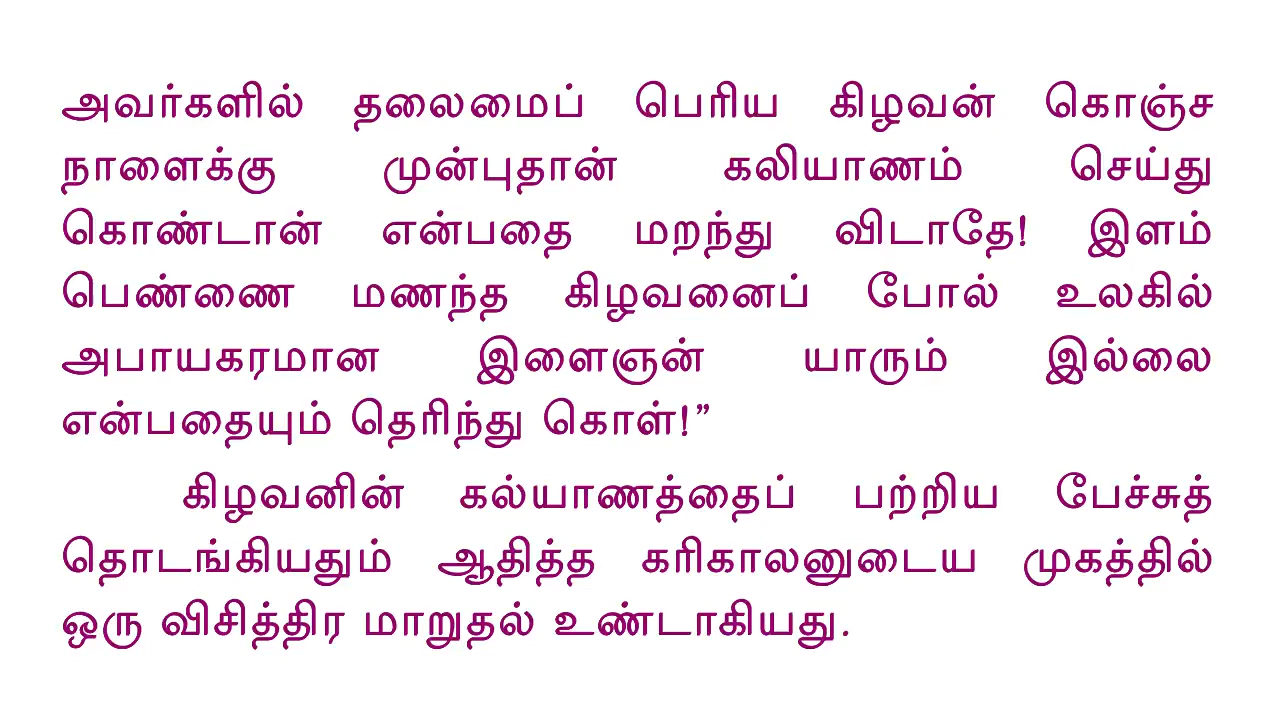 அவர்களில் தலைமைப் பெரிய கிழவன் கொஞ்ச
நாளைக்கு முன்புதான் கலியாணம் செய்து
கொண்டான் என்பதை மறந்து விடாதே! இளம்
பெண்ணை மணந்த கிழவனைப் போல் உலகில்
அபாயகரமான இளைஞன் யாரும் இல்லை
என்பதையும் தெரிந்து கொள்!”
கிழவனின் கல்யாணத்தைப் பற்றிய பேச்சுத்
தொடங்கியதும் ஆதித்த கரிகாலனுடைய முகத்தில்
ஒரு விசித்திர மாறுதல் உண்டாகியது.